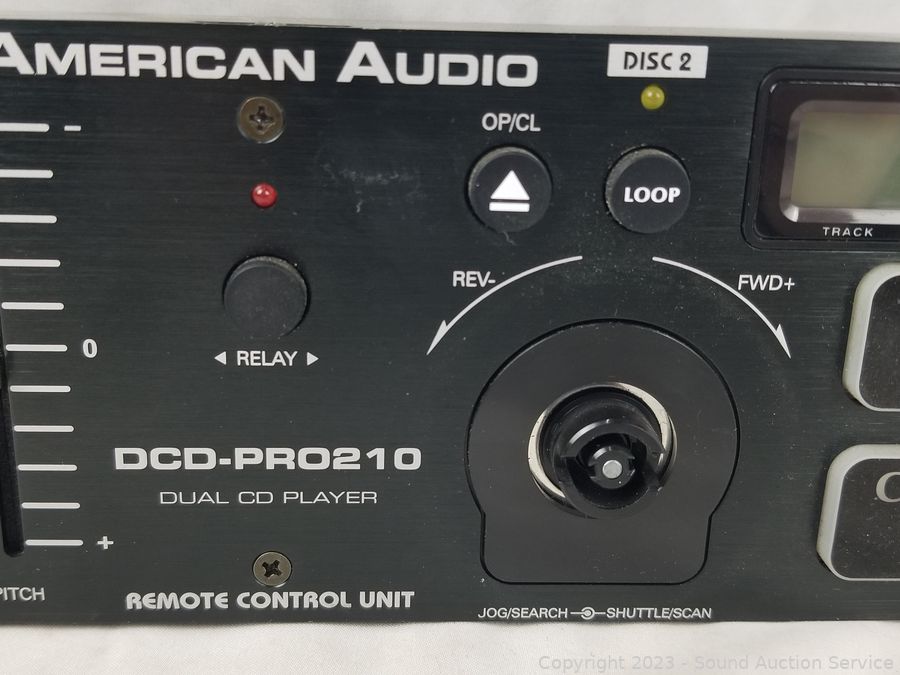 AMERICAN AUDIO
DISC 2
OP/CL
LOOP
TRACK
REV-
FWD+
-
0
+
◄ RELAY ►
DCD-PRO210
DUAL CD PLAYER
REMOTE CONTROL UNIT
JOG/SEARCH SHUTTLE/SCAN
Copyright 2023 - Sound Auction Service